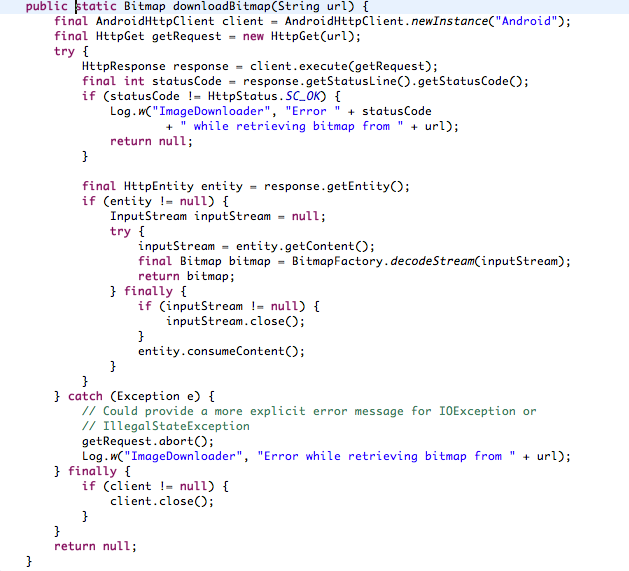 public static Bitmap downloadBitmap(String url) {
    final AndroidHttpClient client = AndroidHttpClient.newInstance("Android");
    final HttpGet getRequest = new HttpGet(url);
    try {
        HttpResponse response = client.execute(getRequest);
        final int statusCode = response.getStatusLine().getStatusCode();
        if (statusCode != HttpStatus.SC_OK) {
            Log.w("ImageDownloader", "Error " + statusCode
                    + " while retrieving bitmap from " + url);
            return null;
        }

        final HttpEntity entity = response.getEntity();
        if (entity != null) {
            InputStream inputStream = null;
            try {
                inputStream = entity.getContent();
                final Bitmap bitmap = BitmapFactory.decodeStream(inputStream);
                return bitmap;
            } finally {
                if (inputStream != null) {
                    inputStream.close();
                }
                entity.consumeContent();
            }
        }
    } catch (Exception e) {
        // Could provide a more explicit error message for IOException or
        // IllegalStateException
        getRequest.abort();
        Log.w("ImageDownloader", "Error while retrieving bitmap from " + url);
    } finally {
        if (client != null) {
            client.close();
        }
    }
    return null;
}